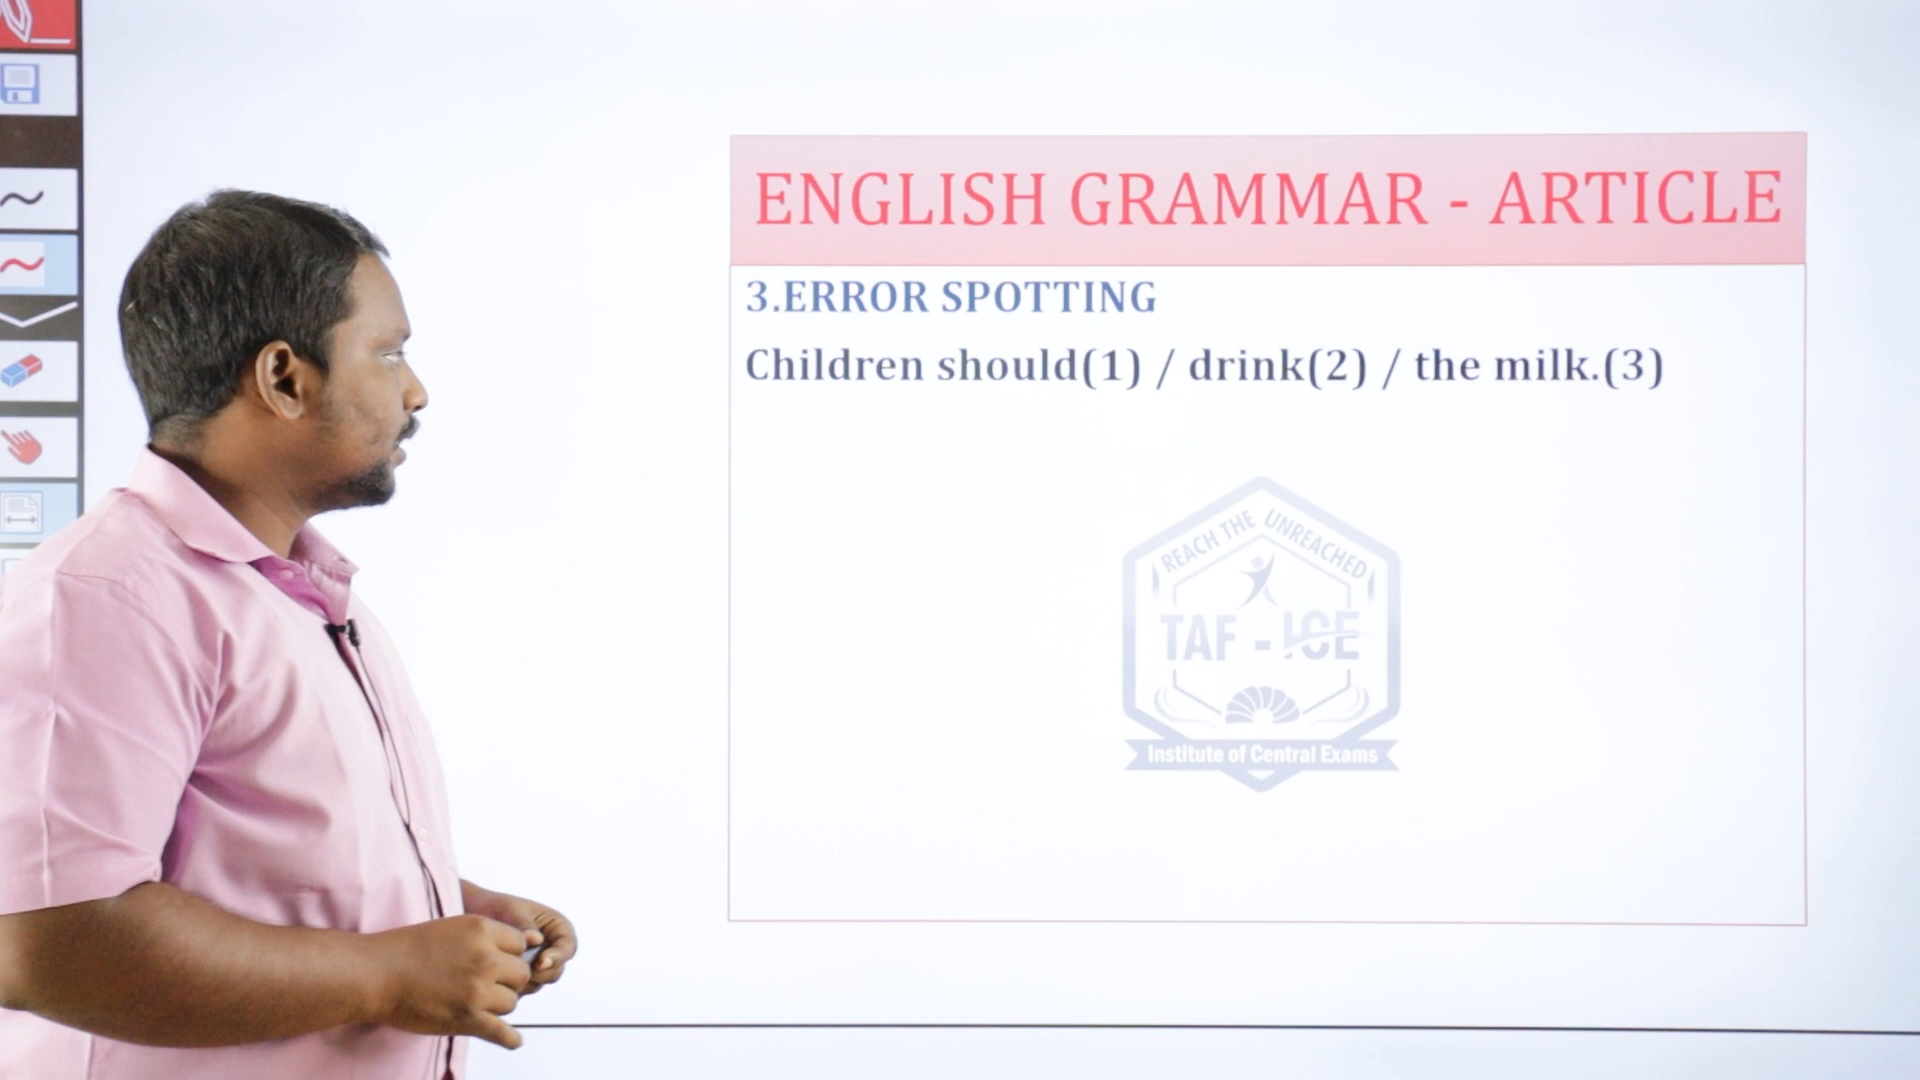 ENGLISH GRAMMAR - ARTICLE
3.ERROR SPOTTING
Children should(1) / drink(2) / the milk.(3)
REACH THE UNREACHED
TAF - ICE
Institute of Central Exams